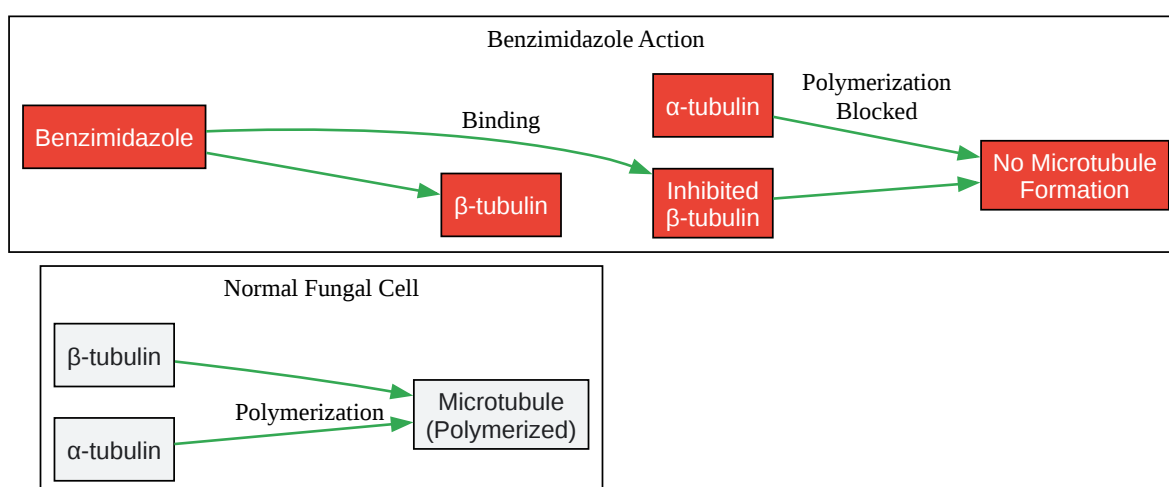 Benzimidazole Action
Benzimidazole
Binding
β-tubulin
α-tubulin
Inhibited
β-tubulin
Polymerization
Blocked
No Microtubule
Formation
Normal Fungal Cell
β-tubulin
α-tubulin
Polymerization
Microtubule
(Polymerized)